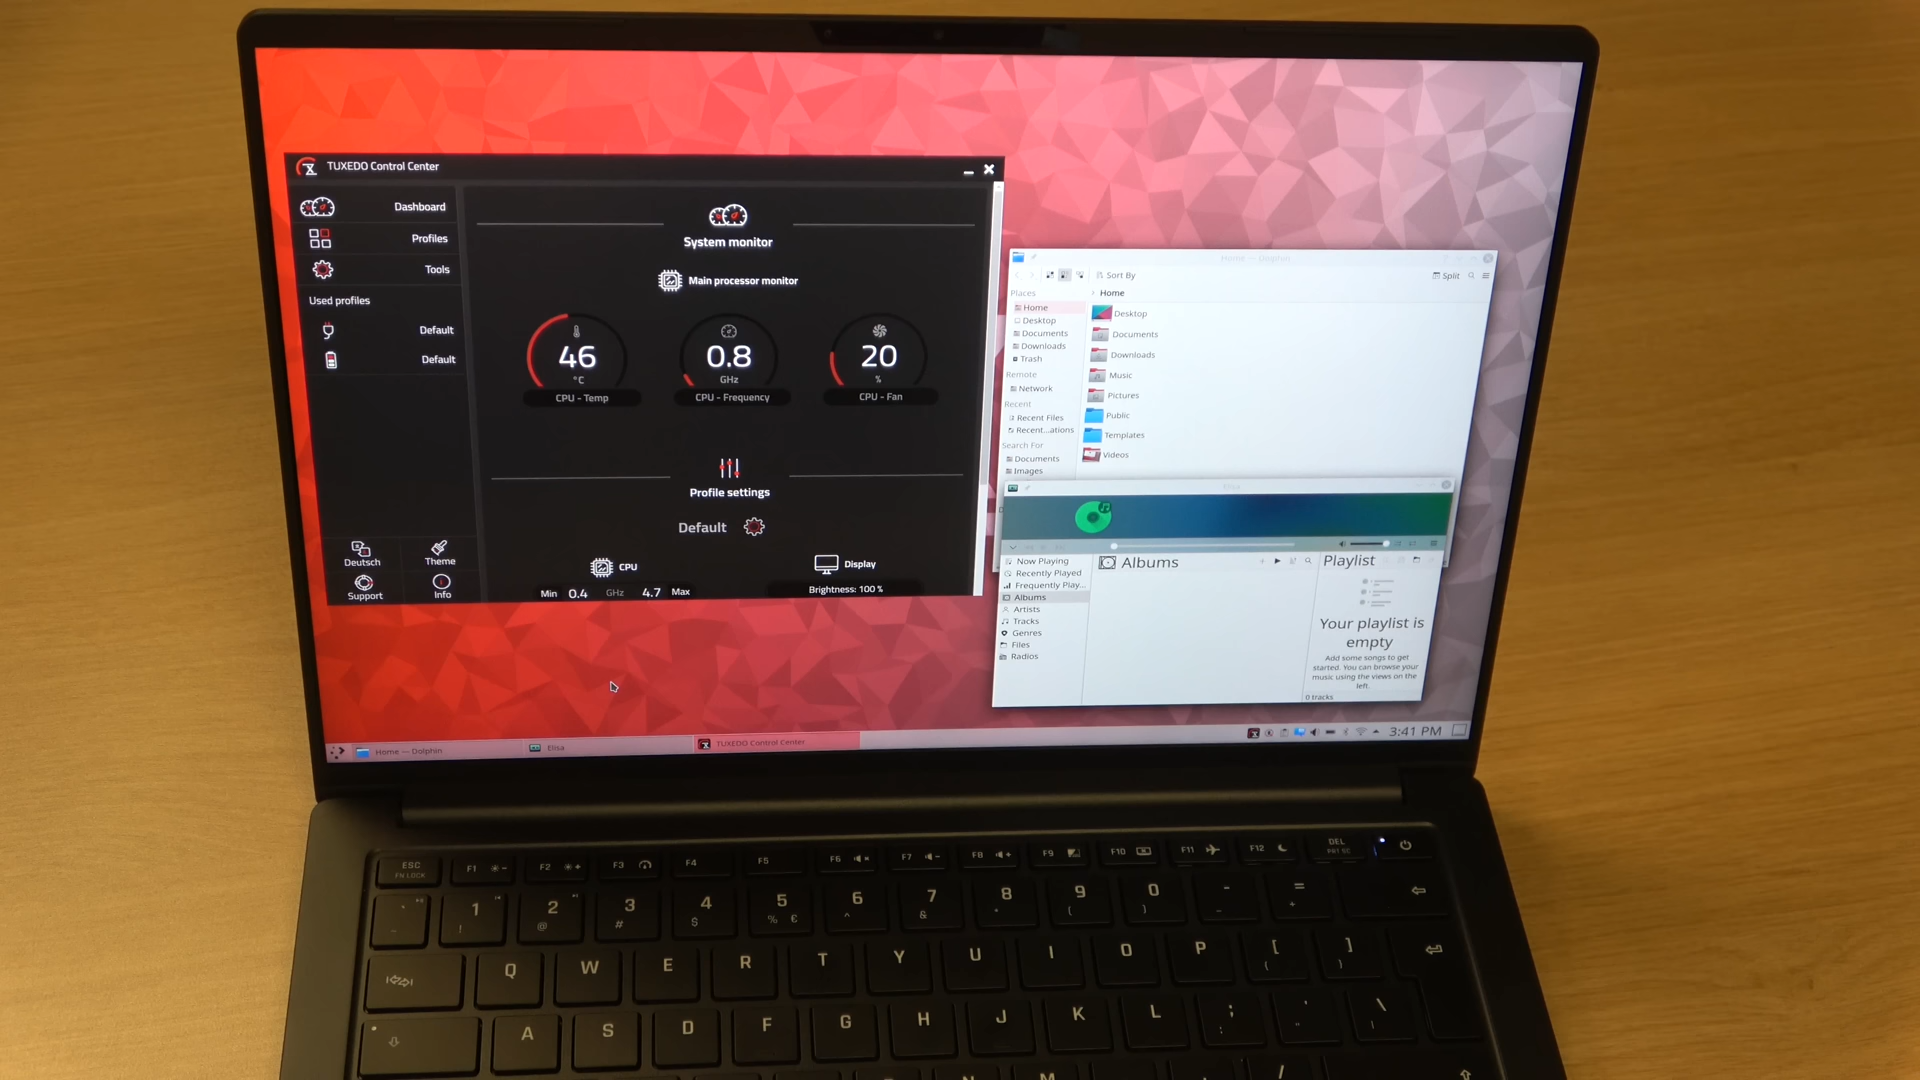 TUXEDO Control Center
Dashboard
Profiles
Tools
Used profiles
Default
Default
Deutsch
Theme
Support
Info
System monitor
Main processor monitor
46
°C
CPU - Temp
0.8
GHz
CPU - Frequency
20
%
CPU - Fan
Profile settings
Default
CPU
Min 0.4 GHz 4.7 Max
Display
Brightness: 100 %
Home — Dolphin
Sort By
Split
Places
Home
Desktop
Documents
Downloads
Trash
Remote
Network
Recent
Recent Files
Recent...ations
Search For
Documents
Images
Home
Desktop
Documents
Downloads
Music
Pictures
Public
Templates
Videos
Elisa
Now Playing
Recently Played
Frequently Play...
Albums
Artists
Tracks
Genres
Files
Radios
Albums
Playlist
Your playlist is
empty
Add some songs to get
started. You can browse your
music using the views on the
left.
0 tracks
Home — Dolphin
Elisa
TUXEDO Control Center
3:41 PM
ESC F1 F2 F3 F4 F5 F6 F7 F8 F9 F10 F11 F12 DEL
FN LOCK
1 2 3 4 5 6 7 8 9 0 - =
! @ # $ % € ^ & * ( ) _ +
Q W E R T Y U I O P [ ]
A S D F G H J K L ; ' \
N M /